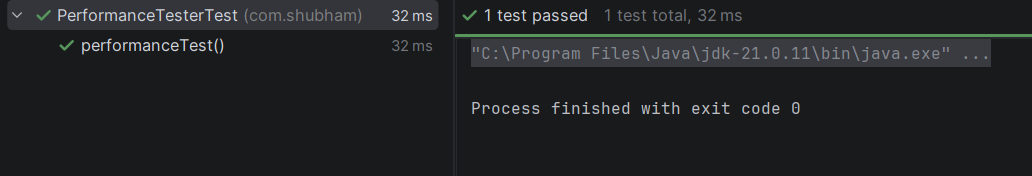 PerformanceTesterTest (com.shubham) 32 ms
performanceTest() 32 ms
1 test passed 1 test total, 32 ms
"C:\Program Files\Java\jdk-21.0.11\bin\java.exe" ...
Process finished with exit code 0